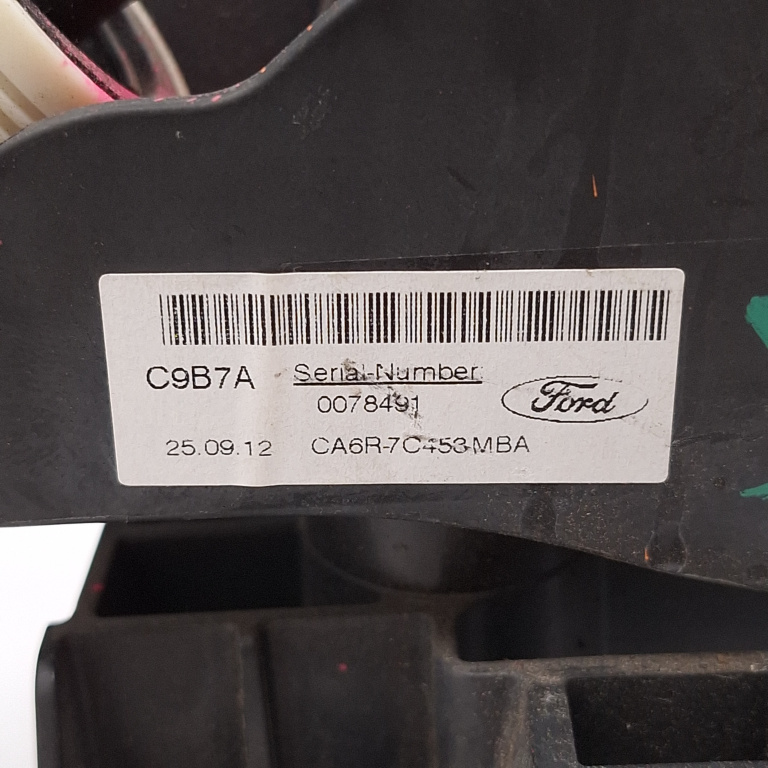 C9B7A
Serial-Number:
0078491
Ford
25.09.12 CA6R-7C453-MBA